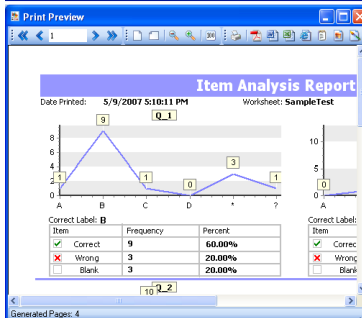 Print Preview
1
100
Item Analysis Report
Date Printed: 5/9/2007 5:10:11 PM Worksheet: SampleTest
Q_1
9
8
6
4
2
0
1
1
0
3
1
A B C D * ?
10
5
0
0
A
Correct Label: B
Item Frequency Percent
Correct 9 60.00%
Wrong 3 20.00%
Blank 3 20.00%
Correct Label:
Item
Correc
Wrong
Blank
Q_2
10
Generated Pages: 4